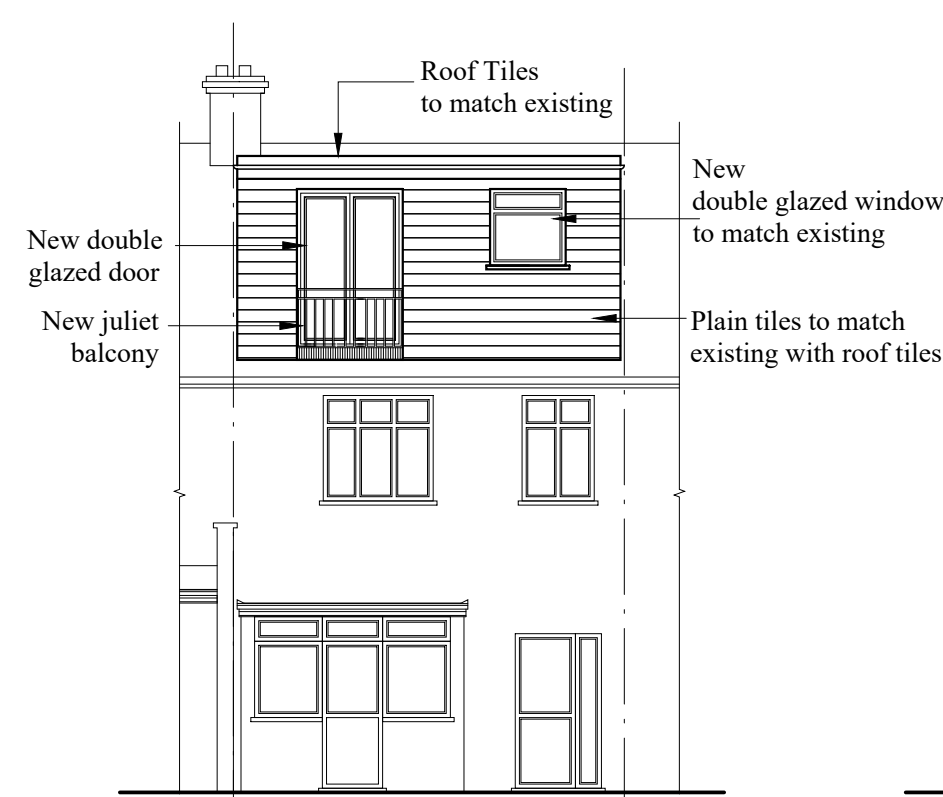 Roof Tiles
to match existing
New
double glazed window
to match existing
New double
glazed door
New juliet
balcony
Plain tiles to match
existing with roof tiles